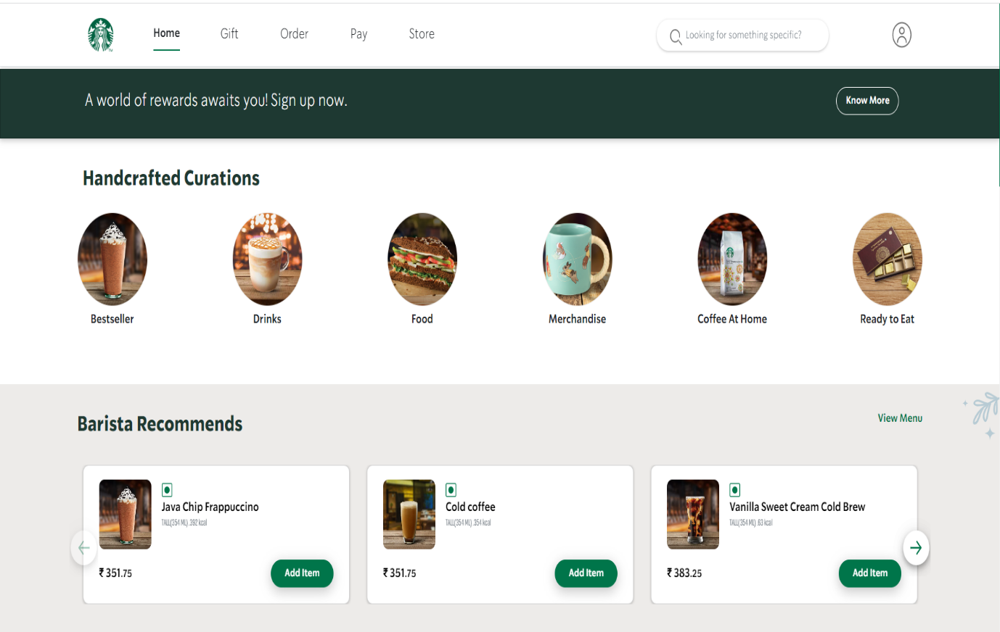 Home
Gift
Order
Pay
Store
Looking for something specific?
A world of rewards awaits you! Sign up now.
Know More
Handcrafted Curations
Bestseller
Drinks
Food
Merchandise
Coffee At Home
Ready to Eat
Barista Recommends
View Menu
Java Chip Frappuccino
TALL(354 ML) .392 kcal
₹ 351.75
Add Item
Cold coffee
TALL(354 ML) .354 kcal
₹ 351.75
Add Item
Vanilla Sweet Cream Cold Brew
TALL(354 ML) .63 kcal
₹ 383.25
Add Item